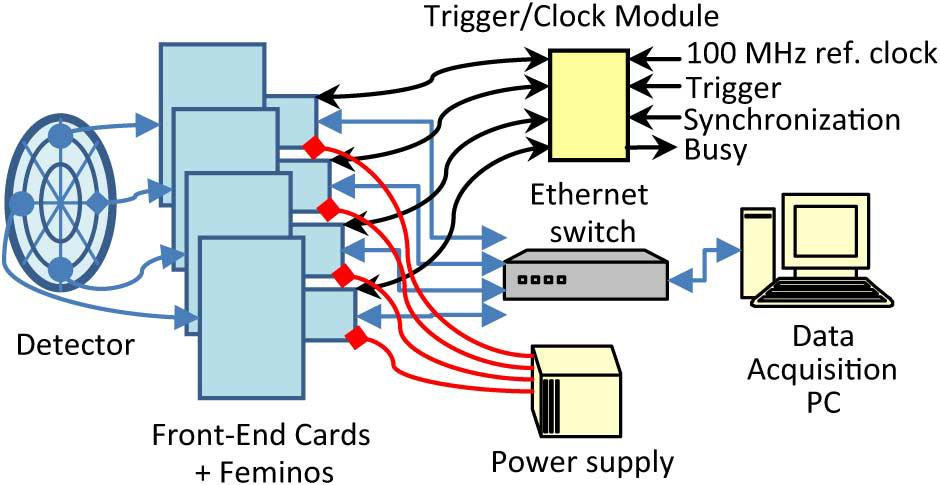 Trigger/Clock Module
100 MHz ref. clock
Trigger
Synchronization
Busy
Ethernet
switch
Detector
Data
Acquisition
PC
Front-End Cards
+ Feminos
Power supply